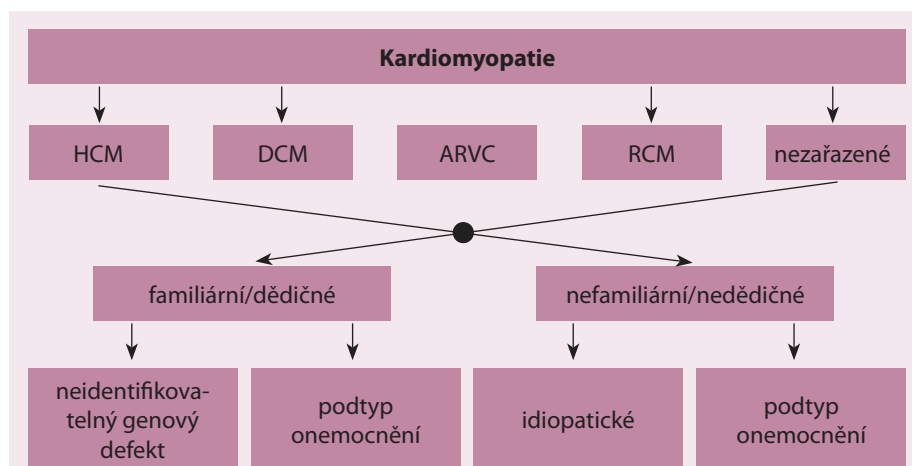 Kardiomyopatie
HCM
DCM
ARVC
RCM
nezařazené
familiární/dědičné
nefamiliární/nedědičné
neidentifikova-
telný genový
defekt
podtyp
onemocnění
idiopatické
podtyp
onemocnění